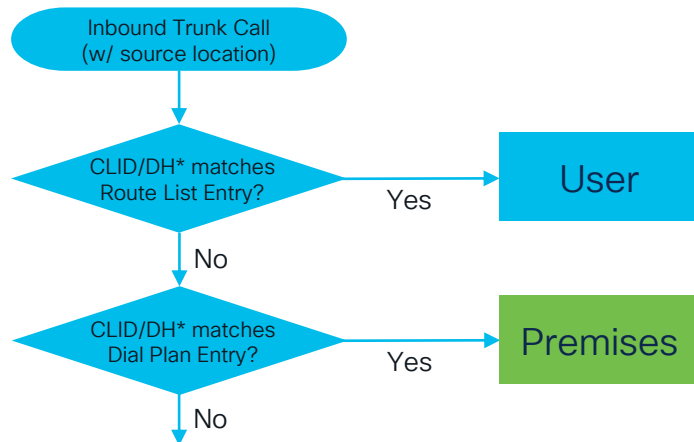 Inbound Trunk Call
(w/ source location)
CLID/DH* matches
Route List Entry?
Yes
User
No
CLID/DH* matches
Dial Plan Entry?
Yes
Premises
No